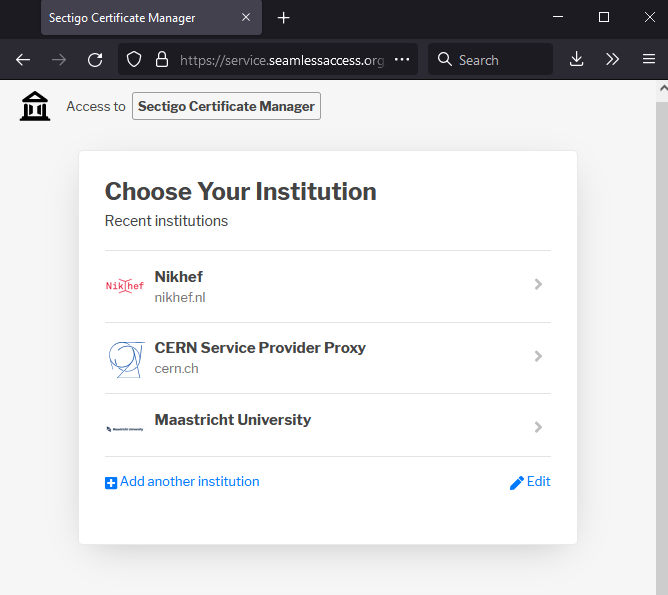 Sectigo Certificate Manager
https://service.seamlessaccess.org
Search
Access to Sectigo Certificate Manager
Choose Your Institution
Recent institutions
Nikhef
Nikhef
nikhef.nl
CERN Service Provider Proxy
cern.ch
Maastricht University
Maastricht University
Add another institution
Edit